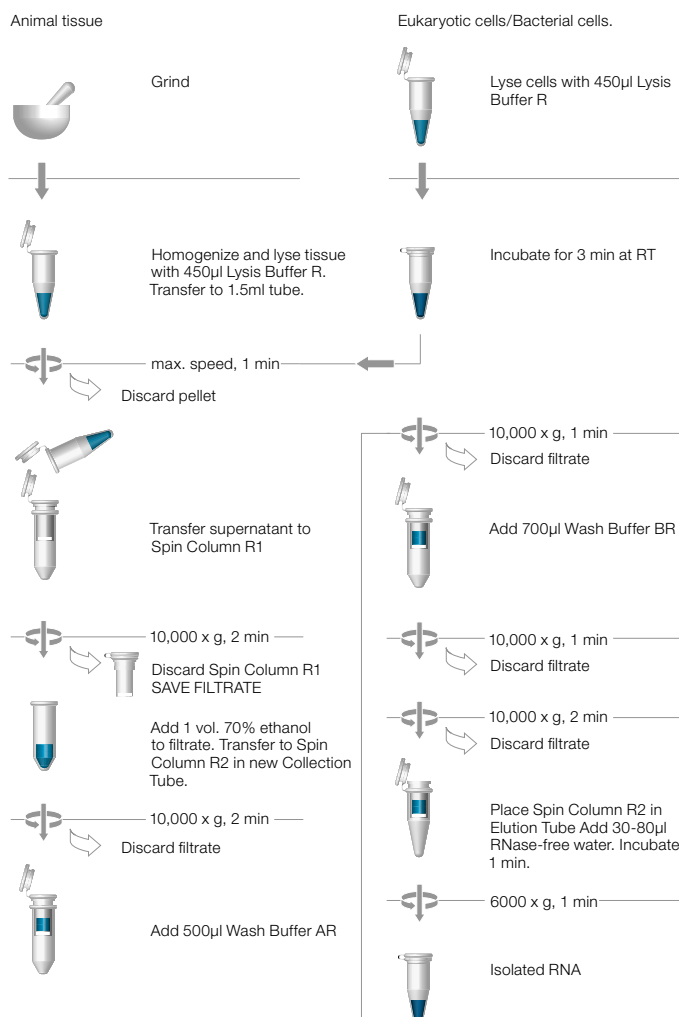 Animal tissue
Grind
Homogenize and lyse tissue
with 450µl Lysis Buffer R.
Transfer to 1.5ml tube.
Eukaryotic cells/Bacterial cells.
Lyse cells with 450µl Lysis
Buffer R
Incubate for 3 min at RT
max. speed, 1 min
Discard pellet
Transfer supernatant to
Spin Column R1
10,000 x g, 2 min
Discard Spin Column R1
SAVE FILTRATE
Add 1 vol. 70% ethanol
to filtrate. Transfer to Spin
Column R2 in new Collection
Tube.
10,000 x g, 2 min
Discard filtrate
Add 500µl Wash Buffer AR
10,000 x g, 1 min
Discard filtrate
Add 700µl Wash Buffer BR
10,000 x g, 1 min
Discard filtrate
10,000 x g, 2 min
Discard filtrate
Place Spin Column R2 in
Elution Tube Add 30-80µl
RNase-free water. Incubate
1 min.
6000 x g, 1 min
Isolated RNA